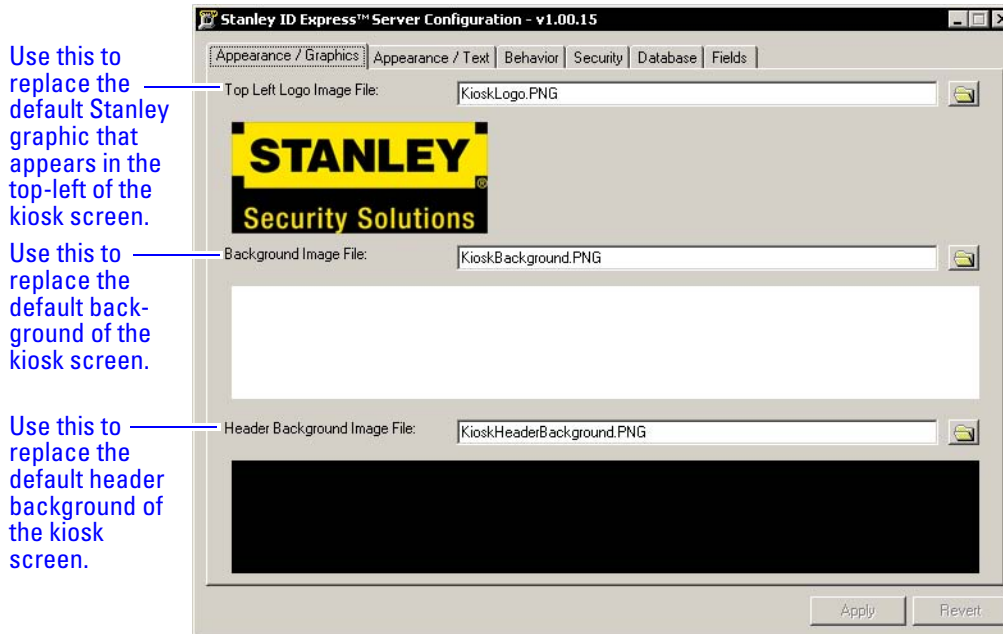 Stanley ID Express™ Server Configuration - v1.00.15
Appearance / Graphics Appearance / Text Behavior Security Database Fields
Use this to
replace the
default Stanley
graphic that
appears in the
top-left of the
kiosk screen.
Top Left Logo Image File: KioskLogo.PNG
STANLEY®
Security Solutions
Use this to
replace the
default back-
ground of the
kiosk screen.
Background Image File: KioskBackground.PNG
Use this to
replace the
default header
background of
the kiosk
screen.
Header Background Image File: KioskHeaderBackground.PNG
Apply Revert